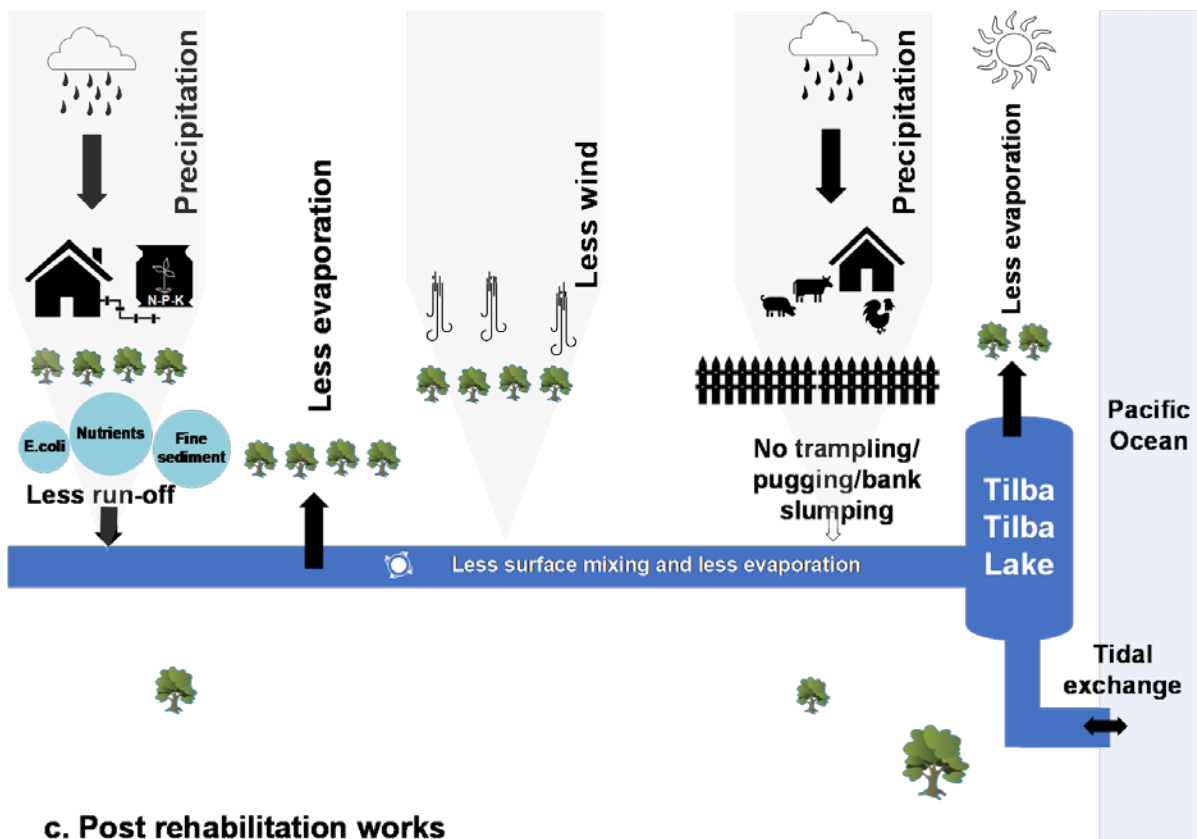 Precipitation
N-P-K
E.coli
Nutrients
Fine
sediment
Less run-off
Less evaporation
Less wind
Precipitation
No trampling/
pugging/bank
slumping
Less evaporation
Less surface mixing and less evaporation
Tilba
Tilba
Lake
Pacific
Ocean
Tidal
exchange
c. Post rehabilitation works